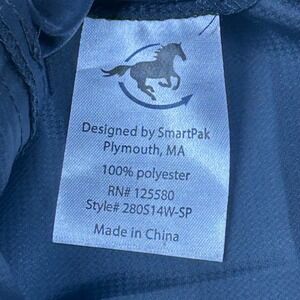 Designed by SmartPak
Plymouth, MA
100% polyester
RN# 125580
Style# 280S14W-SP
Made in China